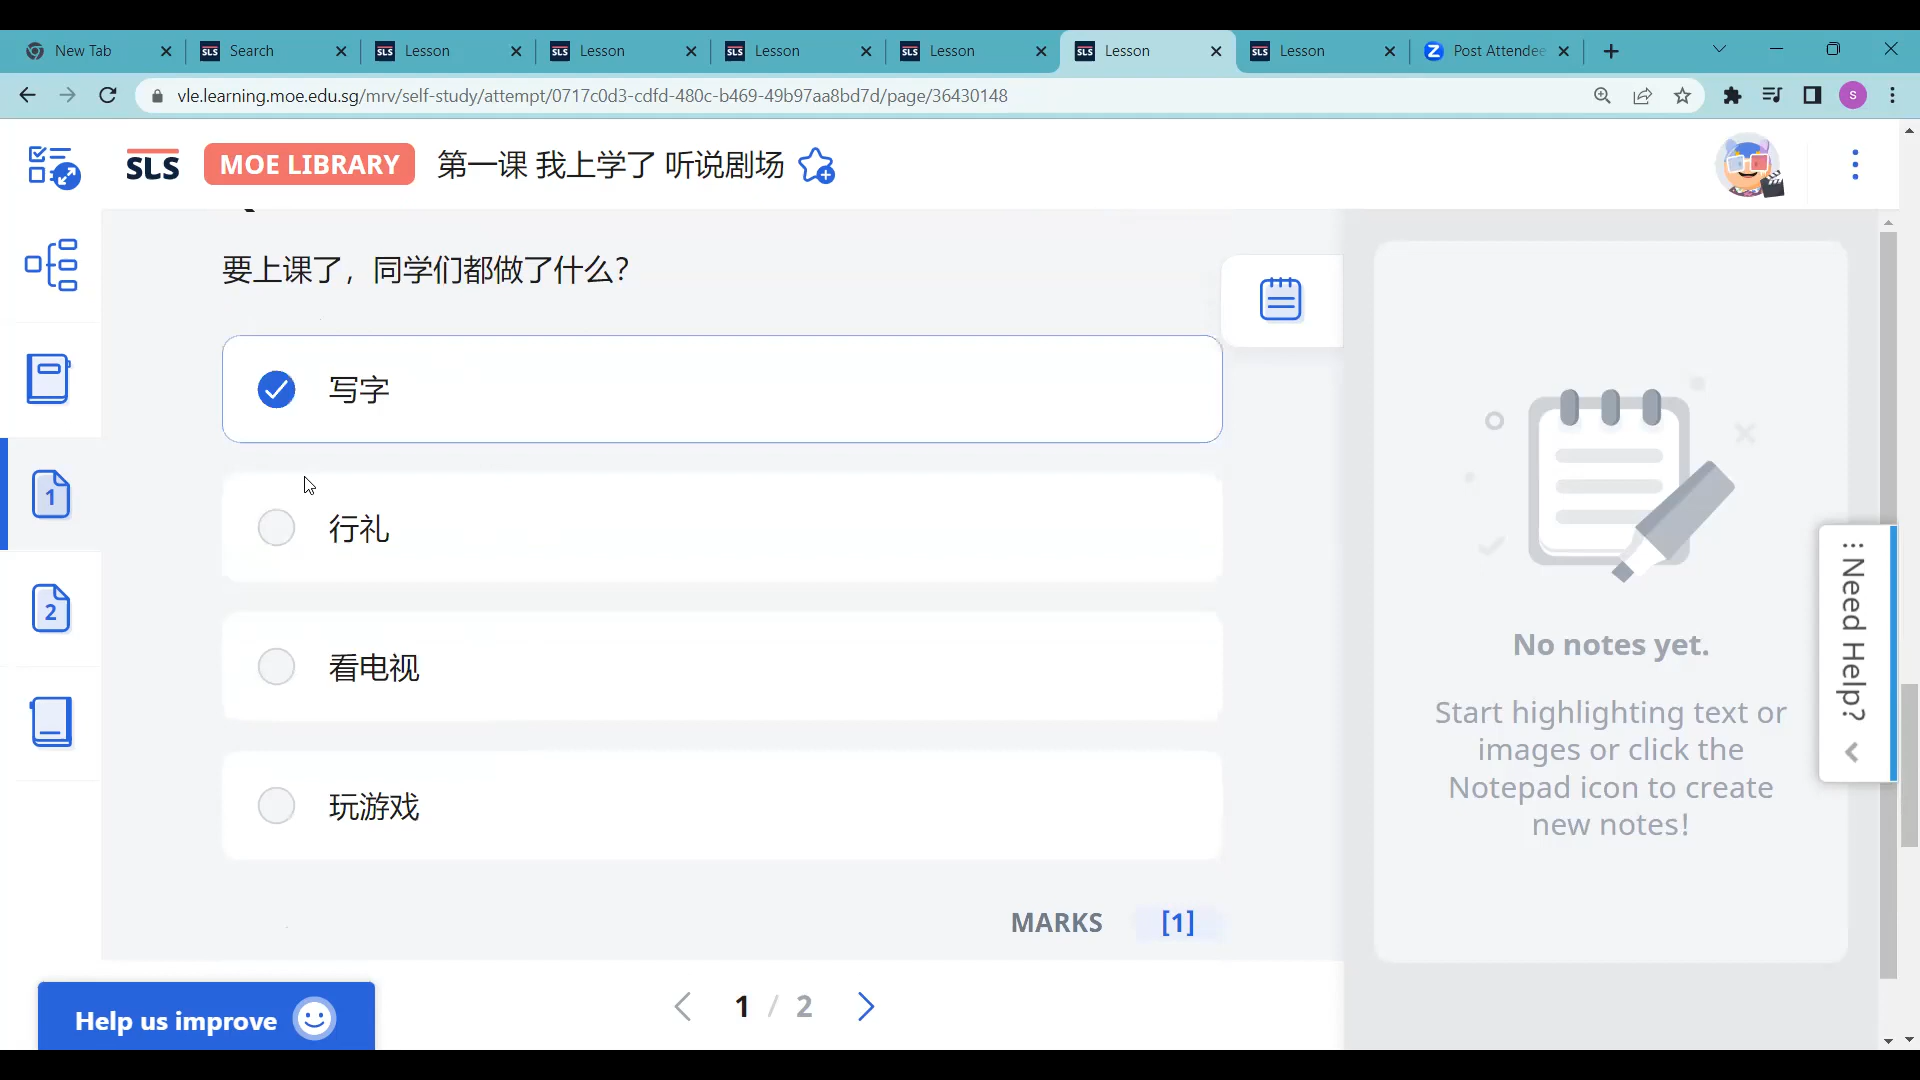 New Tab
Search
Lesson
Lesson
Lesson
Lesson
Lesson
Lesson
Post Attendee
vle.learning.moe.edu.sg/mrv/self-study/attempt/0717c0d3-cdfd-480c-b469-49b97aa8bd7d/page/36430148
S
SLS
MOE LIBRARY
第一课 我上学了 听说剧场
要上课了，同学们都做了什么？
写字
行礼
看电视
玩游戏
MARKS [1]
1
2
No notes yet.
Start highlighting text or
images or click the
Notepad icon to create
new notes!
Need Help?
1 / 2
Help us improve